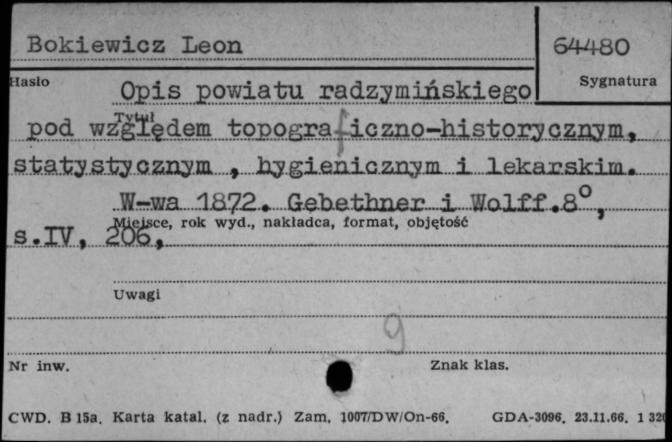 Bokiewicz Leon
64480
Hasło
Sygnatura
Opis powiatu radzymińskiego
Tytuł
pod względem topograficzno-historycznym,
statystycznym , hygienicznym i lekarskim.
W-wa 1872. Gebethner i Wolff.8°,
Miejsce, rok wyd., nakładca, format, objętość
s.IV, 206,
Uwagi
9
Nr inw.
Znak klas.
CWD. B 15a. Karta katal. (z nadr.) Zam. 1007/DW/On-66. GDA-3096. 23.11.66. 1 320